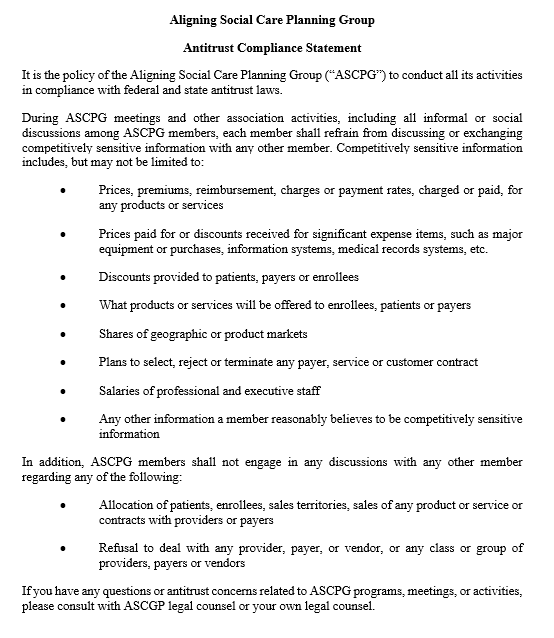 Aligning Social Care Planning Group
Antitrust Compliance Statement
It is the policy of the Aligning Social Care Planning Group (“ASCPG”) to conduct all its activities
in compliance with federal and state antitrust laws.
During ASCPG meetings and other association activities, including all informal or social
discussions among ASCPG members, each member shall refrain from discussing or exchanging
competitively sensitive information with any other member. Competitively sensitive information
includes, but may not be limited to:
• Prices, premiums, reimbursement, charges or payment rates, charged or paid, for
any products or services
• Prices paid for or discounts received for significant expense items, such as major
equipment or purchases, information systems, medical records systems, etc.
• Discounts provided to patients, payers or enrollees
• What products or services will be offered to enrollees, patients or payers
• Shares of geographic or product markets
• Plans to select, reject or terminate any payer, service or customer contract
• Salaries of professional and executive staff
• Any other information a member reasonably believes to be competitively sensitive
information
In addition, ASCPG members shall not engage in any discussions with any other member
regarding any of the following:
• Allocation of patients, enrollees, sales territories, sales of any product or service or
contracts with providers or payers
• Refusal to deal with any provider, payer, or vendor, or any class or group of
providers, payers or vendors
If you have any questions or antitrust concerns related to ASCPG programs, meetings, or activities,
please consult with ASCGP legal counsel or your own legal counsel.